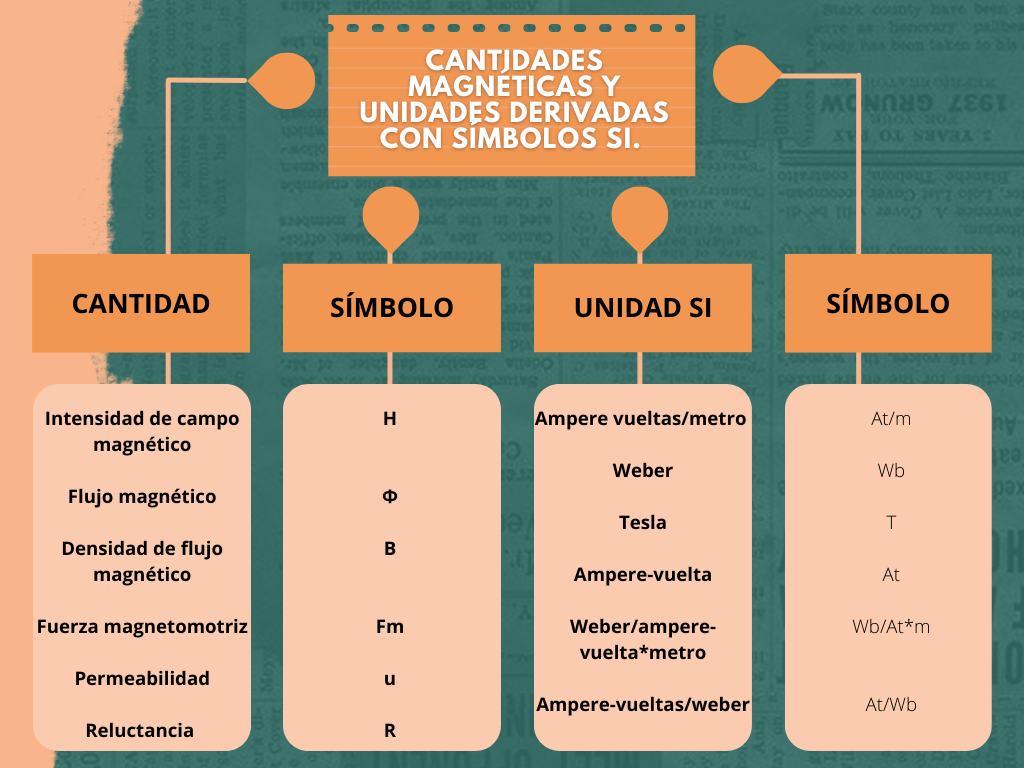 CANTIDADES
MAGNÉTICAS Y
UNIDADES DERIVADAS
CON SÍMBOLOS SI.
CANTIDAD
SÍMBOLO
UNIDAD SI
SÍMBOLO
Intensidad de campo
magnético
Flujo magnético
Densidad de flujo
magnético
Fuerza magnetomotriz
Permeabilidad
Reluctancia
H
Φ
B
Fm
u
R
Ampere vueltas/metro
Weber
Tesla
Ampere-vuelta
Weber/ampere-
vuelta*metro
Ampere-vueltas/weber
At/m
Wb
T
At
Wb/At*m
At/Wb